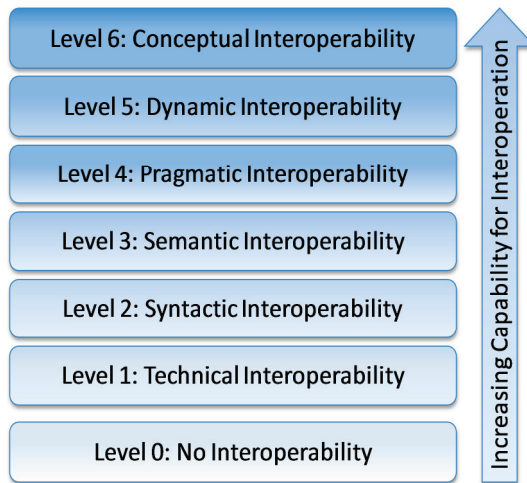 Level 6: Conceptual Interoperability
Level 5: Dynamic Interoperability
Level 4: Pragmatic Interoperability
Level 3: Semantic Interoperability
Level 2: Syntactic Interoperability
Level 1: Technical Interoperability
Level 0: No Interoperability
Increasing Capability for Interoperation